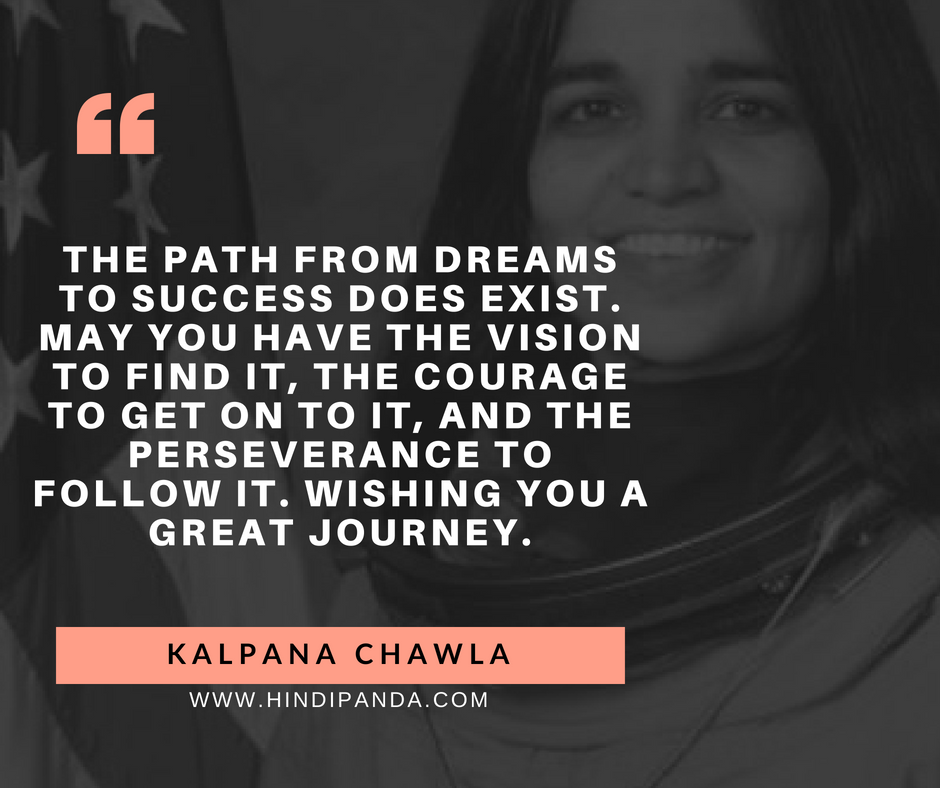 THE PATH FROM DREAMS
TO SUCCESS DOES EXIST.
MAY YOU HAVE THE VISION
TO FIND IT, THE COURAGE
TO GET ON TO IT, AND THE
PERSEVERANCE TO
FOLLOW IT. WISHING YOU A
GREAT JOURNEY.
KALPANA CHAWLA
WWW.HINDIPANDA.COM